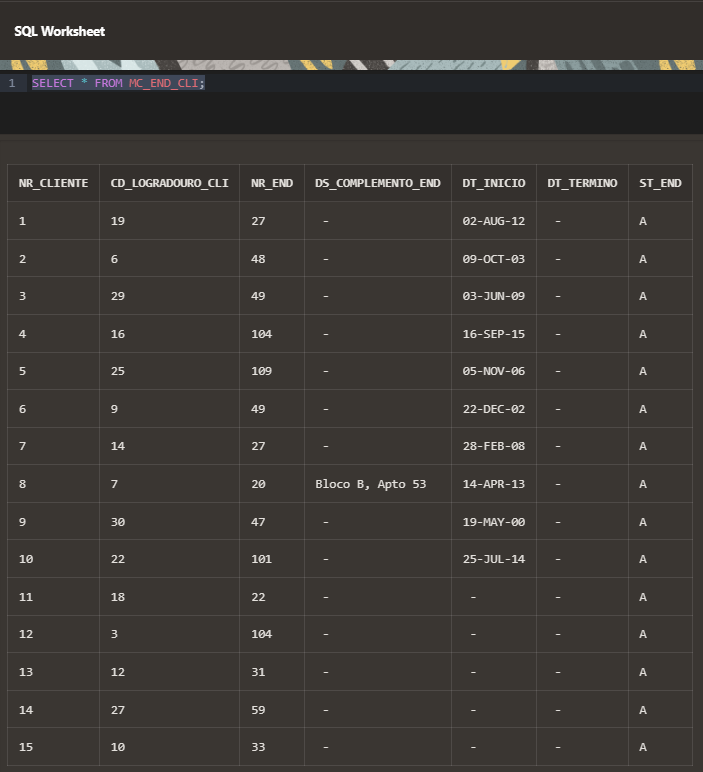 SQL Worksheet
1 SELECT * FROM MC_END_CLI;
NR_CLIENTE CD_LOGRADOURO_CLI NR_END DS_COMPLEMENTO_END DT_INICIO DT_TERMINO ST_END
1 19 27 - 02-AUG-12 - A
2 6 48 - 09-OCT-03 - A
3 29 49 - 03-JUN-09 - A
4 16 104 - 16-SEP-15 - A
5 25 109 - 05-NOV-06 - A
6 9 49 - 22-DEC-02 - A
7 14 27 - 28-FEB-08 - A
8 7 20 Bloco B, Apto 53 14-APR-13 - A
9 30 47 - 19-MAY-00 - A
10 22 101 - 25-JUL-14 - A
11 18 22 - - - A
12 3 104 - - - A
13 12 31 - - - A
14 27 59 - - - A
15 10 33 - - - A